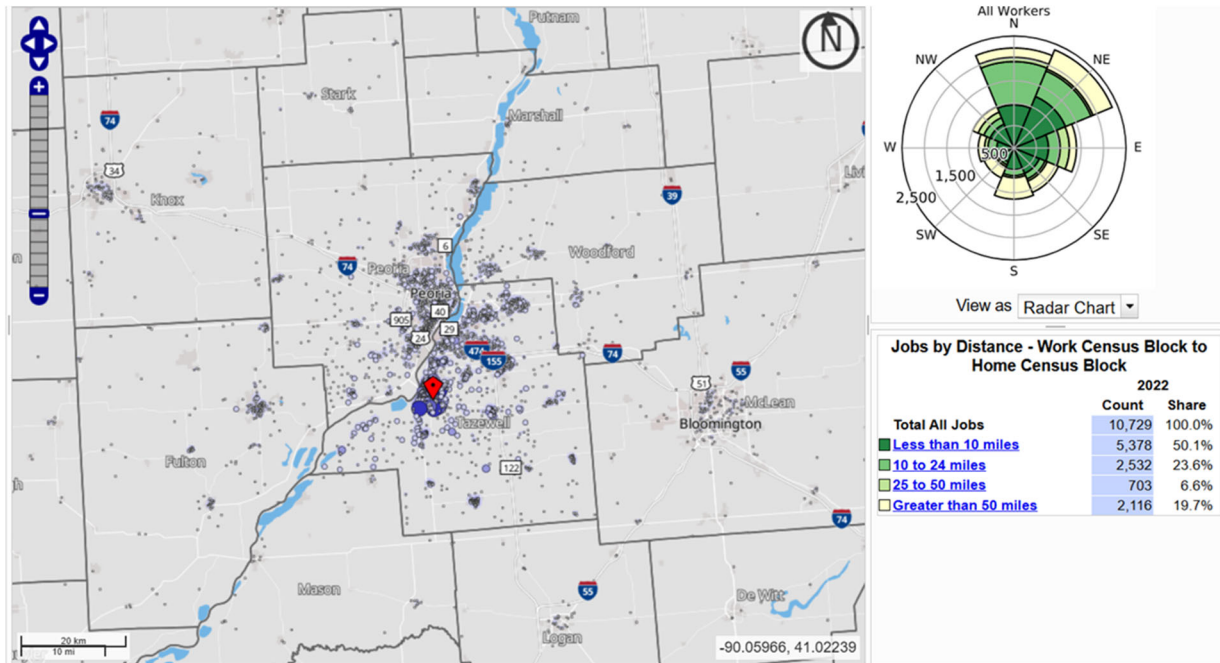 Putnam
Stark
74
Marshall
34
Knox
39
6
Woodford
74
Peoria
Peoria
40
905
29
24
474
155
74
55
51
McLean
Bloomington
Tazewell
Fulton
122
74
Mason
55
De Witt
Logan
20 km
10 mi
-90.05966, 41.02239
N
All Workers
N
NW
NE
W
500
E
1,500
2,500
SW
SE
S
View as Radar Chart
Jobs by Distance - Work Census Block to
Home Census Block
2022
Count Share
Total All Jobs 10,729 100.0%
Less than 10 miles 5,378 50.1%
10 to 24 miles 2,532 23.6%
25 to 50 miles 703 6.6%
Greater than 50 miles 2,116 19.7%